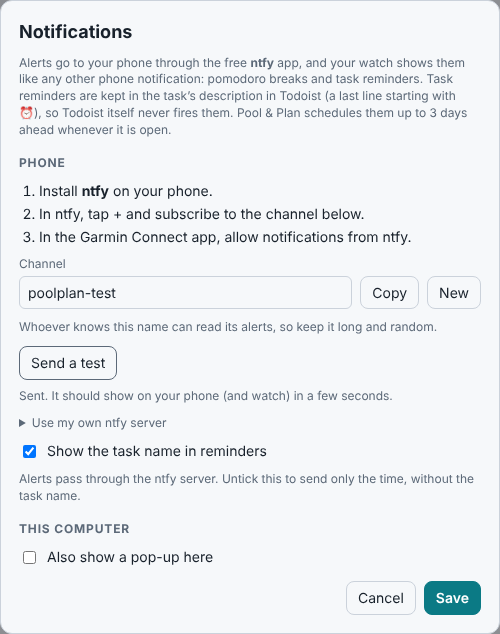 Notifications
Alerts go to your phone through the free ntfy app, and your watch shows them
like any other phone notification: pomodoro breaks and task reminders. Task
reminders are kept in the task’s description in Todoist (a last line starting with
⏰), so Todoist itself never fires them. Pool & Plan schedules them up to 3 days
ahead whenever it is open.
PHONE
1. Install ntfy on your phone.
2. In ntfy, tap + and subscribe to the channel below.
3. In the Garmin Connect app, allow notifications from ntfy.
Channel
poolplan-test Copy New
Whoever knows this name can read its alerts, so keep it long and random.
Send a test
Sent. It should show on your phone (and watch) in a few seconds.
Use my own ntfy server
Show the task name in reminders
Alerts pass through the ntfy server. Untick this to send only the time, without the
task name.
THIS COMPUTER
Also show a pop-up here
Cancel Save